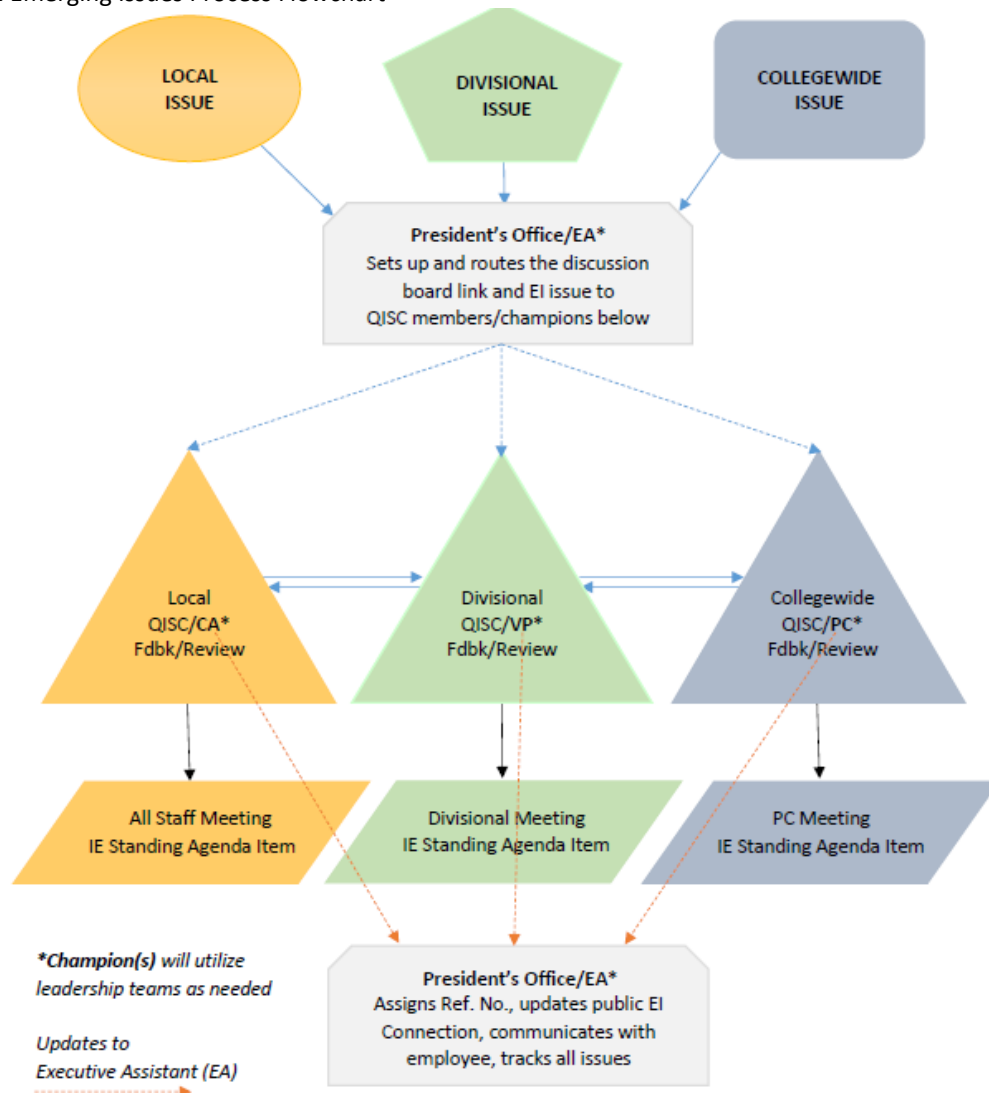 Emerging Issues Process Flowchart
LOCAL
ISSUE
DIVISIONAL
ISSUE
COLLEGEWIDE
ISSUE
President's Office/EA*
Sets up and routes the discussion
board link and EI issue to
QISC members/champions below
Local
QISC/CA*
Fdbk/Review
Divisional
QISC/VP*
Fdbk/Review
Collegewide
QISC/PC*
Fdbk/Review
All Staff Meeting
IE Standing Agenda Item
Divisional Meeting
IE Standing Agenda Item
PC Meeting
IE Standing Agenda Item
*Champion(s) will utilize
leadership teams as needed
Updates to
Executive Assistant (EA)
President's Office/EA*
Assigns Ref. No., updates public EI
Connection, communicates with
employee, tracks all issues